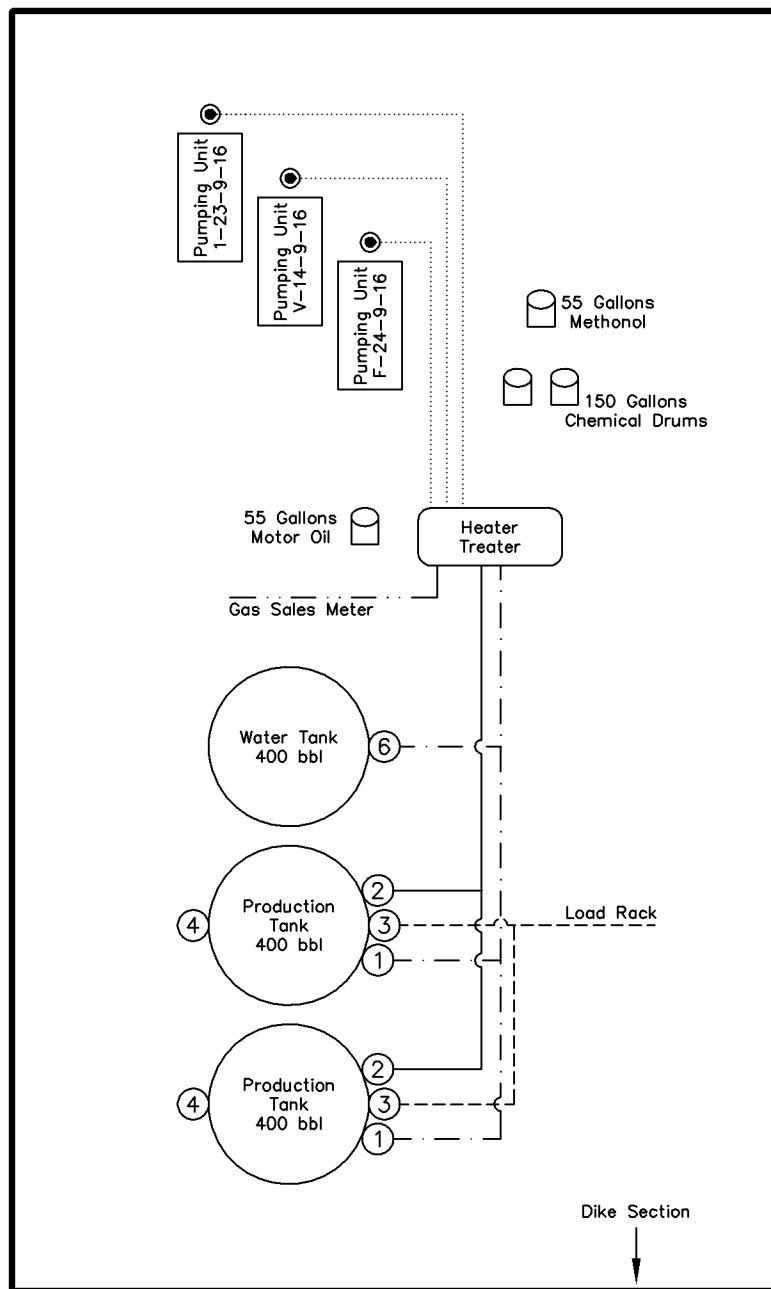 Pumping Unit
1-23-9-16
Pumping Unit
V-14-9-16
Pumping Unit
F-24-9-16
55 Gallons
Methonol
150 Gallons
Chemical Drums
55 Gallons
Motor Oil
Heater
Treater
Gas Sales Meter
Water Tank
400 bbl
6
2
Production
Tank
400 bbl
4
3
Load Rack
1
2
Production
Tank
400 bbl
4
3
1
Dike Section